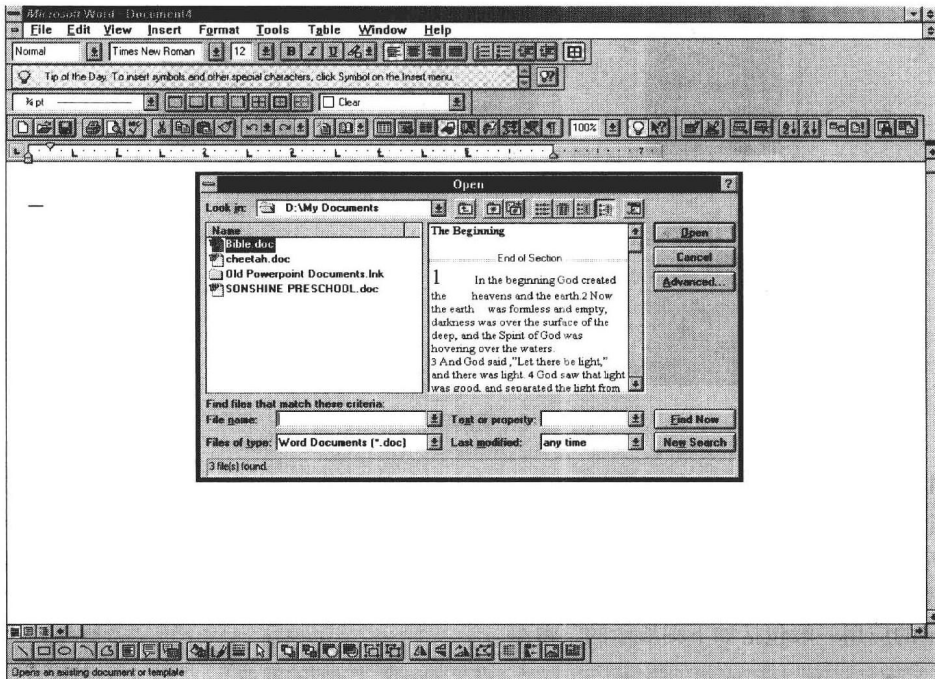 Microsoft Word - Document4
File Edit View Insert Format Tools Table Window Help
Normal Times New Roman 12 B I U
Tip of the Day. To insert symbols and other special characters, click Symbol on the Insert menu.
¾ pt Clear
100%
7
Open
Look in: D:\My Documents
Name
Bible.doc
cheetah.doc
Old Powerpoint Documents.lnk
SONSHINE PRESCHOOL.doc
The Beginning
End of Section
1 In the beginning God created
the heavens and the earth.2 Now
the earth was formless and empty,
darkness was over the surface of the
deep, and the Spirit of God was
hovering over the waters.
3 And God said ,"Let there be light,"
and there was light. 4 God saw that light
was good, and separated the light from
Open
Cancel
Advanced...
Find files that match these criteria:
File name: Text or property: Find Now
Files of type: Word Documents (*.doc) Last modified: any time New Search
3 file(s) found.
Opens an existing document or template